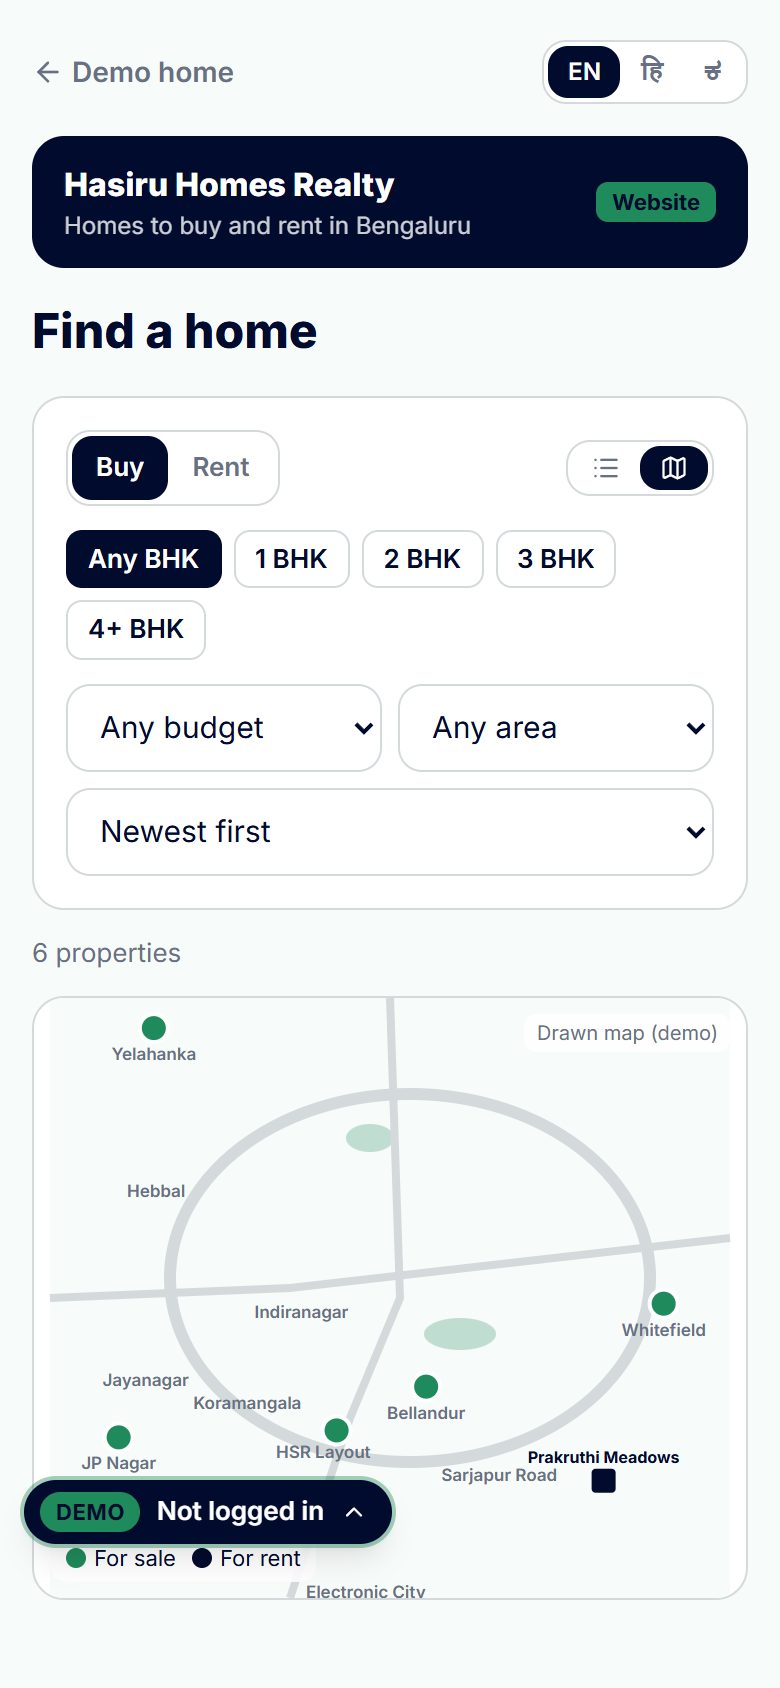 Demo home
EN हि ಕ
Hasiru Homes Realty
Homes to buy and rent in Bengaluru
Website
Find a home
Buy Rent
Any BHK 1 BHK 2 BHK 3 BHK
4+ BHK
Any budget Any area
Newest first
6 properties
Drawn map (demo)
Yelahanka
Hebbal
Indiranagar
Whitefield
Jayanagar
Koramangala
Bellandur
HSR Layout
JP Nagar
Prakruthi Meadows
Sarjapur Road
DEMO Not logged in
For sale For rent
Electronic City